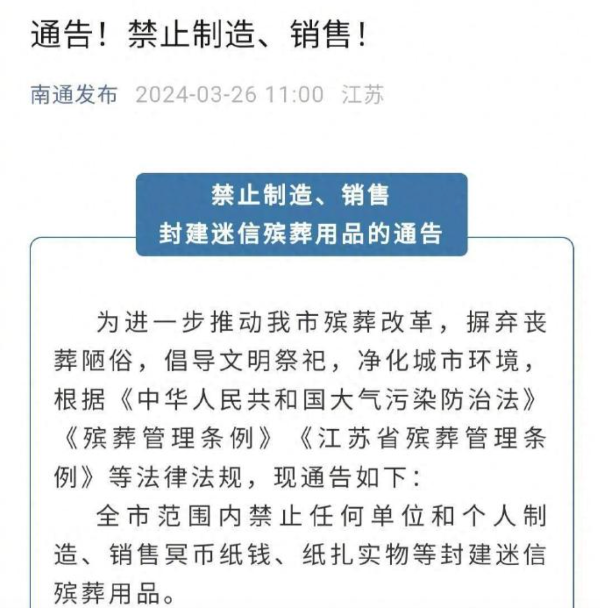 通告！禁止制造、销售！
南通发布 2024-03-26 11:00 江苏
禁止制造、销售
封建迷信殡葬用品的通告
为进一步推动我市殡葬改革，摒弃丧
葬陋俗，倡导文明祭祀，净化城市环境，
根据《中华人民共和国大气污染防治法》
《殡葬管理条例》《江苏省殡葬管理条
例》等法律法规，现通告如下：
全市范围内禁止任何单位和个人制
造、销售冥币纸钱、纸扎实物等封建迷信
殡葬用品。